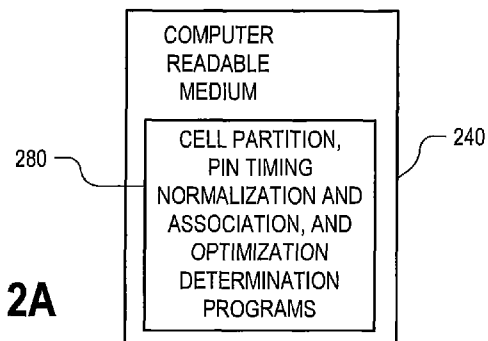 COMPUTER
READABLE
MEDIUM
280
CELL PARTITION,
PIN TIMING
NORMALIZATION AND
ASSOCIATION, AND
OPTIMIZATION
DETERMINATION
PROGRAMS
240
2A